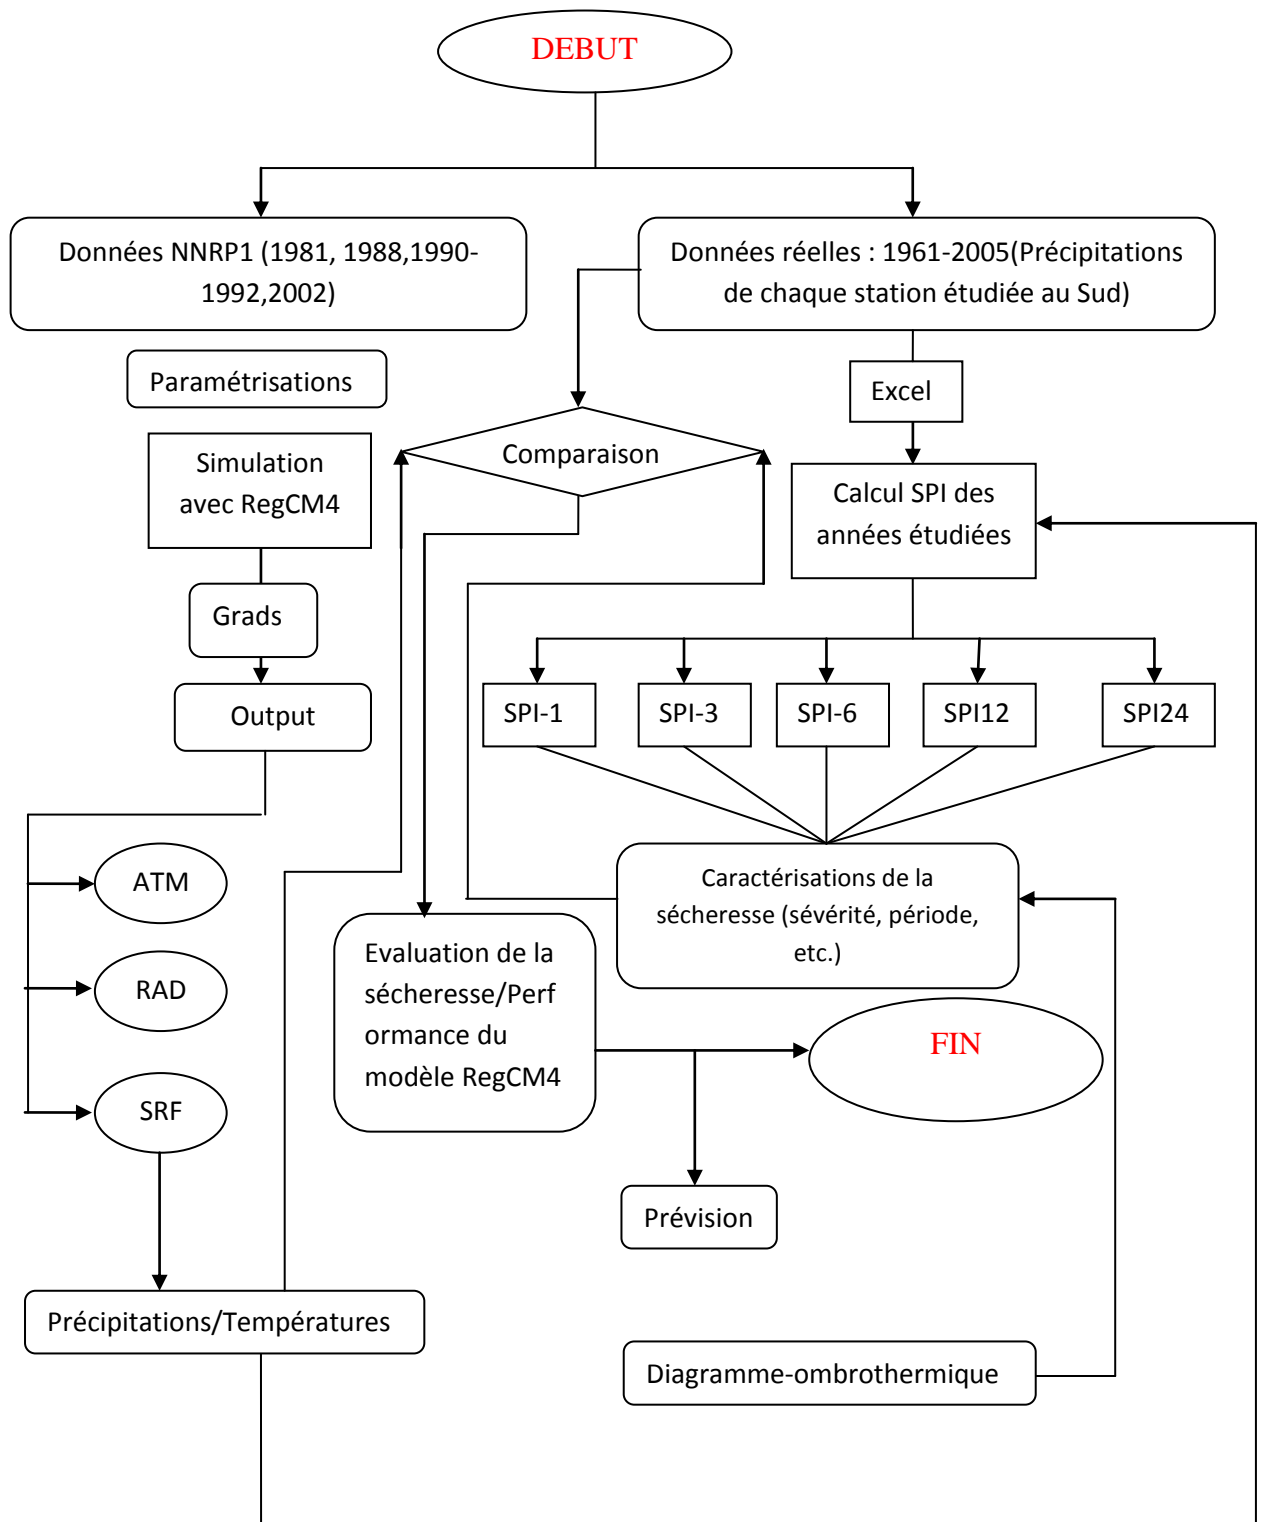 DEBUT
Données NNRP1 (1981, 1988,1990-
1992,2002)
Données réelles : 1961-2005(Précipitations
de chaque station étudiée au Sud)
Paramétrisations
Excel
Simulation
avec RegCM4
Comparaison
Calcul SPI des
années étudiées
Grads
Output
SPI-1
SPI-3
SPI-6
SPI12
SPI24
ATM
RAD
SRF
Caractérisations de la
sécheresse (sévérité, période,
etc.)
Evaluation de la
sécheresse/Perf
ormance du
modèle RegCM4
FIN
Prévision
Précipitations/Températures
Diagramme-ombrothermique